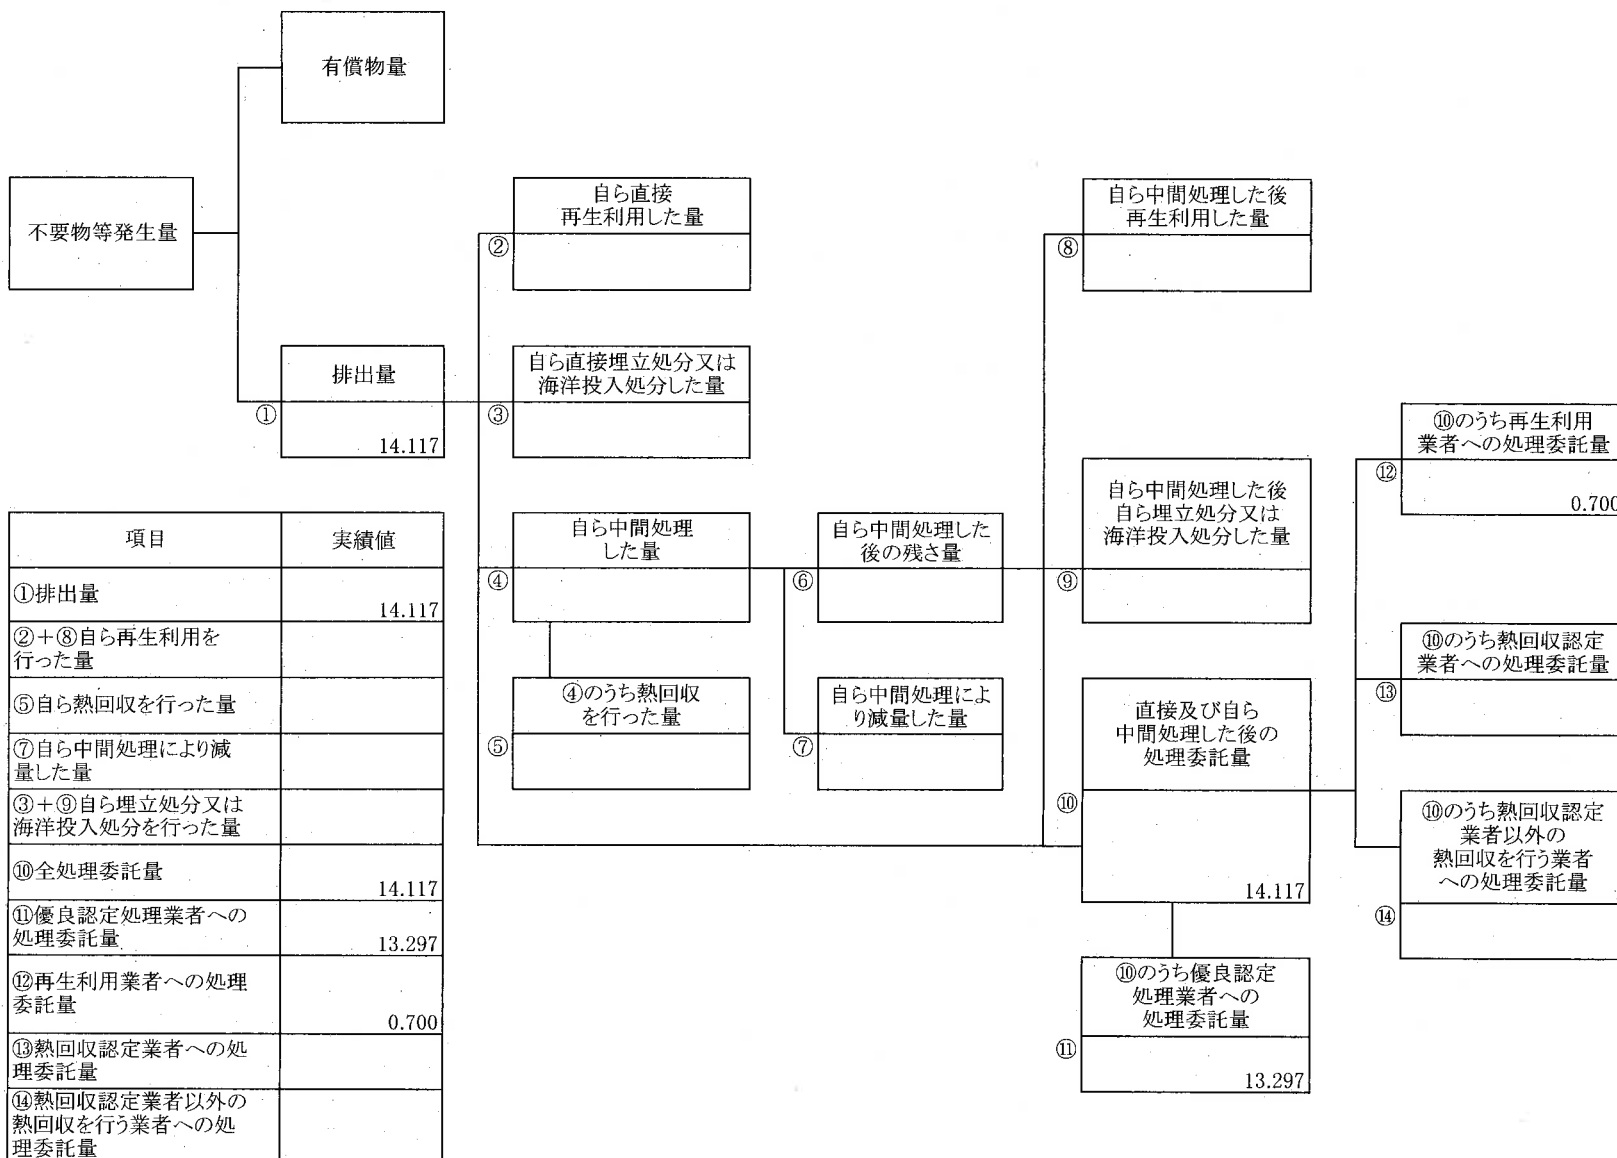 有償物量
不要物等発生量
排出量
①
14.117
自ら直接
再生利用した量
②
自ら直接埋立処分又は
海洋投入処分した量
③
自ら中間処理
した量
④
④のうち熱回収
を行った量
⑤
自ら中間処理した
後の残さ量
⑥
自ら中間処理によ
り減量した量
⑦
自ら中間処理した後
再生利用した量
⑧
自ら中間処理した後
自ら埋立処分又は
海洋投入処分した量
⑨
直接及び自ら
中間処理した後の
処理委託量
⑩
14.117
⑩のうち優良認定
処理業者への
処理委託量
⑪
13.297
⑩のうち再生利用
業者への処理委託量
⑫
0.700
⑩のうち熱回収認定
業者への処理委託量
⑬
⑩のうち熱回収認定
業者以外の
熱回収を行う業者
への処理委託量
⑭
項目 実績値
①排出量
14.117
②+⑧自ら再生利用を
行った量
⑤自ら熱回収を行った量
⑦自ら中間処理により減
量した量
③+⑨自ら埋立処分又は
海洋投入処分を行った量
⑩全処理委託量
14.117
⑪優良認定処理業者への
処理委託量
13.297
⑫再生利用業者への処理
委託量
0.700
⑬熱回収認定業者への処
理委託量
⑭熱回収認定業者以外の
熱回収を行う業者への処
理委託量